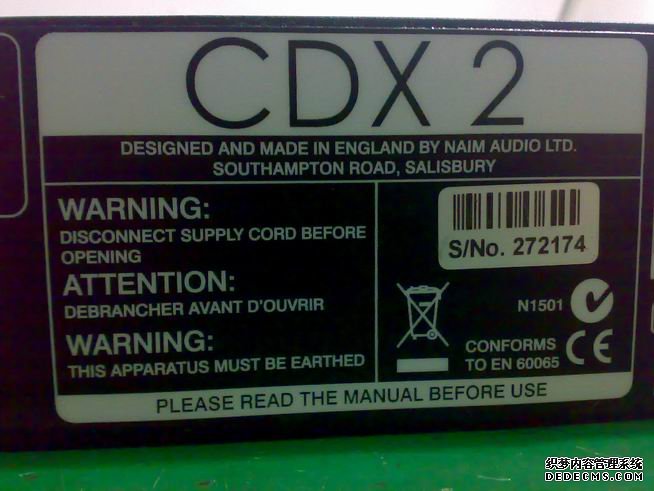 CDX 2
DESIGNED AND MADE IN ENGLAND BY NAIM AUDIO LTD.
SOUTHAMPTON ROAD, SALISBURY
WARNING:
DISCONNECT SUPPLY CORD BEFORE
OPENING
ATTENTION:
DEBRANCHER AVANT D'OUVRIR
WARNING:
THIS APPARATUS MUST BE EARTHED
S/No. 272174
N1501
CONFORMS
TO EN 60065
CE
PLEASE READ THE MANUAL BEFORE USE
织梦内容管理系统
DEDECMS.COM